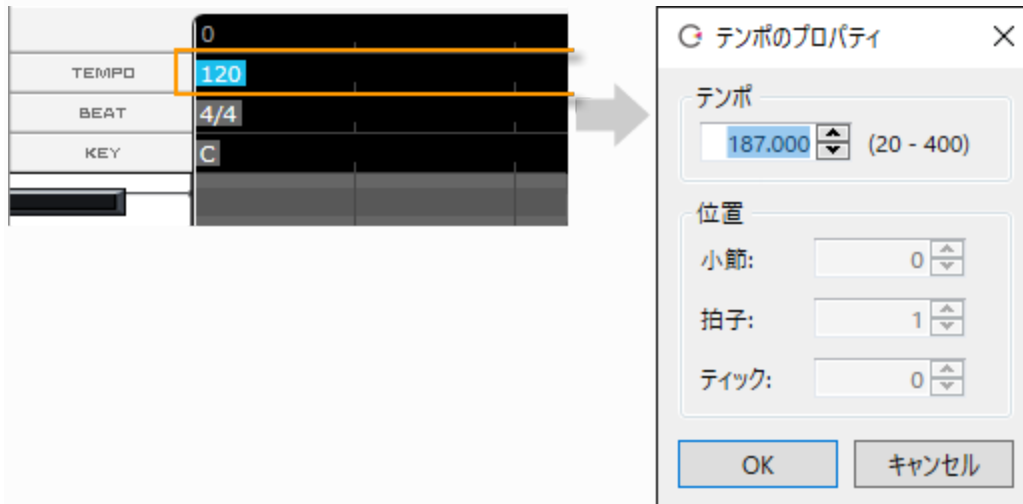 0
TEMPO
120
BEAT
4/4
KEY
C
テンポのプロパティ
テンポ
187.000 (20 - 400)
位置
小節: 0
拍子: 1
ティック: 0
OK キャンセル